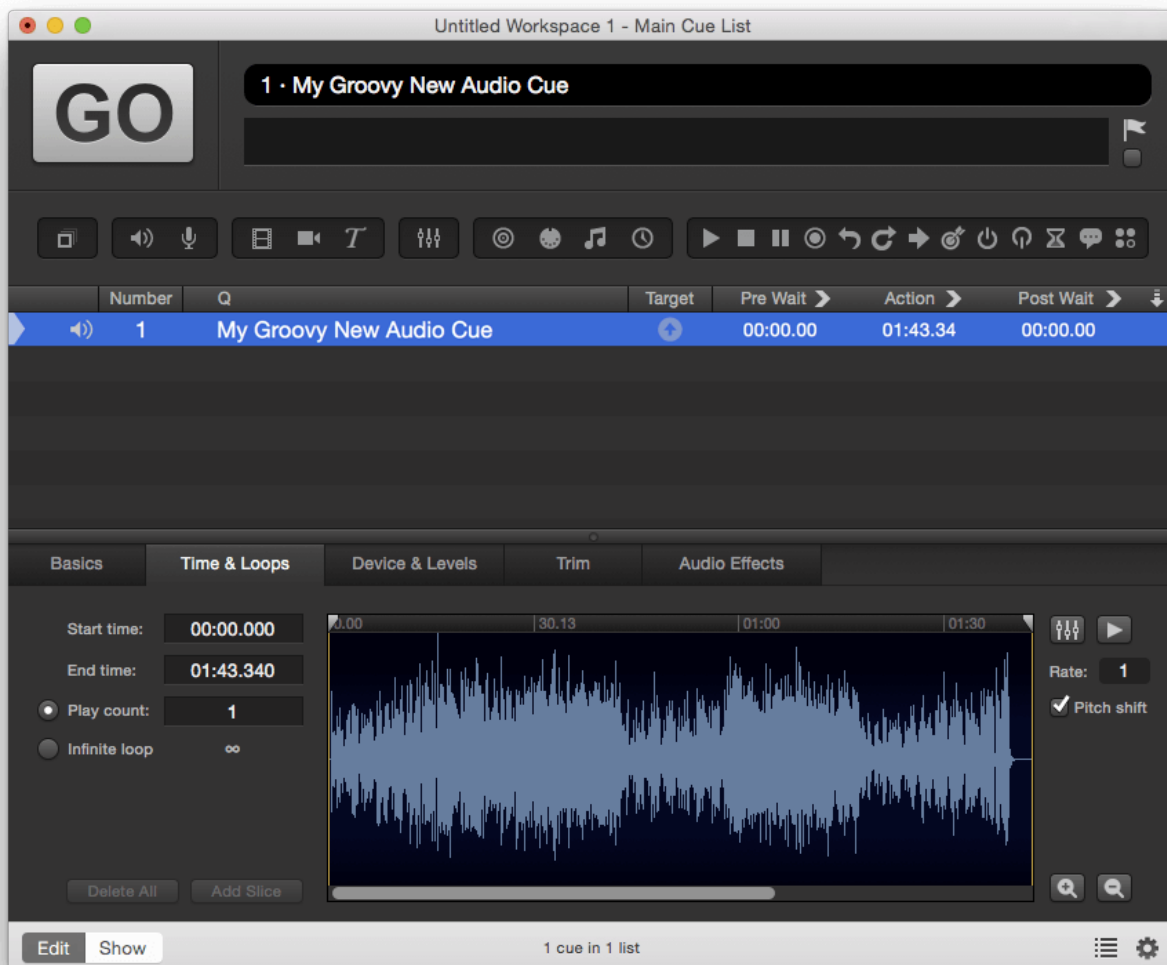 Untitled Workspace 1 - Main Cue List
GO
1 · My Groovy New Audio Cue
T
Number Q Target Pre Wait Action Post Wait
1 My Groovy New Audio Cue 00:00.00 01:43.34 00:00.00
Basics Time & Loops Device & Levels Trim Audio Effects
Start time: 00:00.000
0.00 30.13 01:00 01:30
End time: 01:43.440
Rate: 1
Play count: 1
Pitch shift
Infinite loop ∞
Delete All Add Slice
Edit Show 1 cue in 1 list